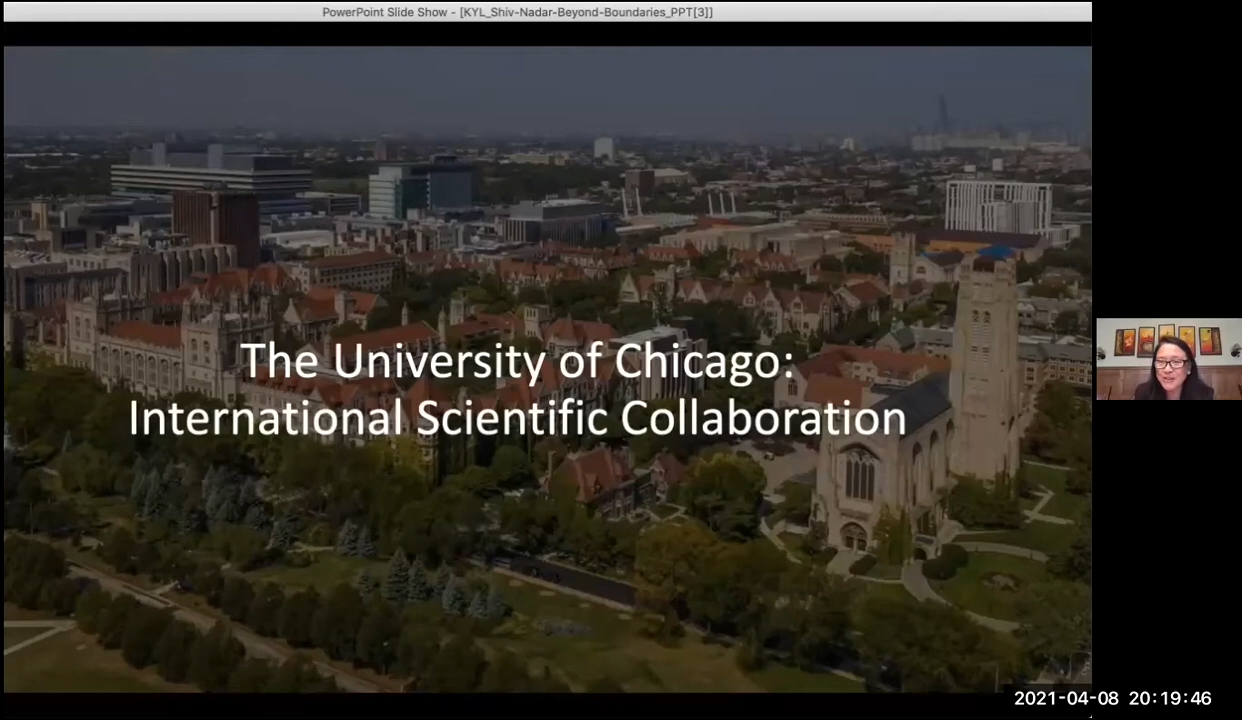 PowerPoint Slide Show - [KYL_Shiv-Nadar-Beyond-Boundaries_PPT[3]]
The University of Chicago:
International Scientific Collaboration
2021-04-08 20:19:46